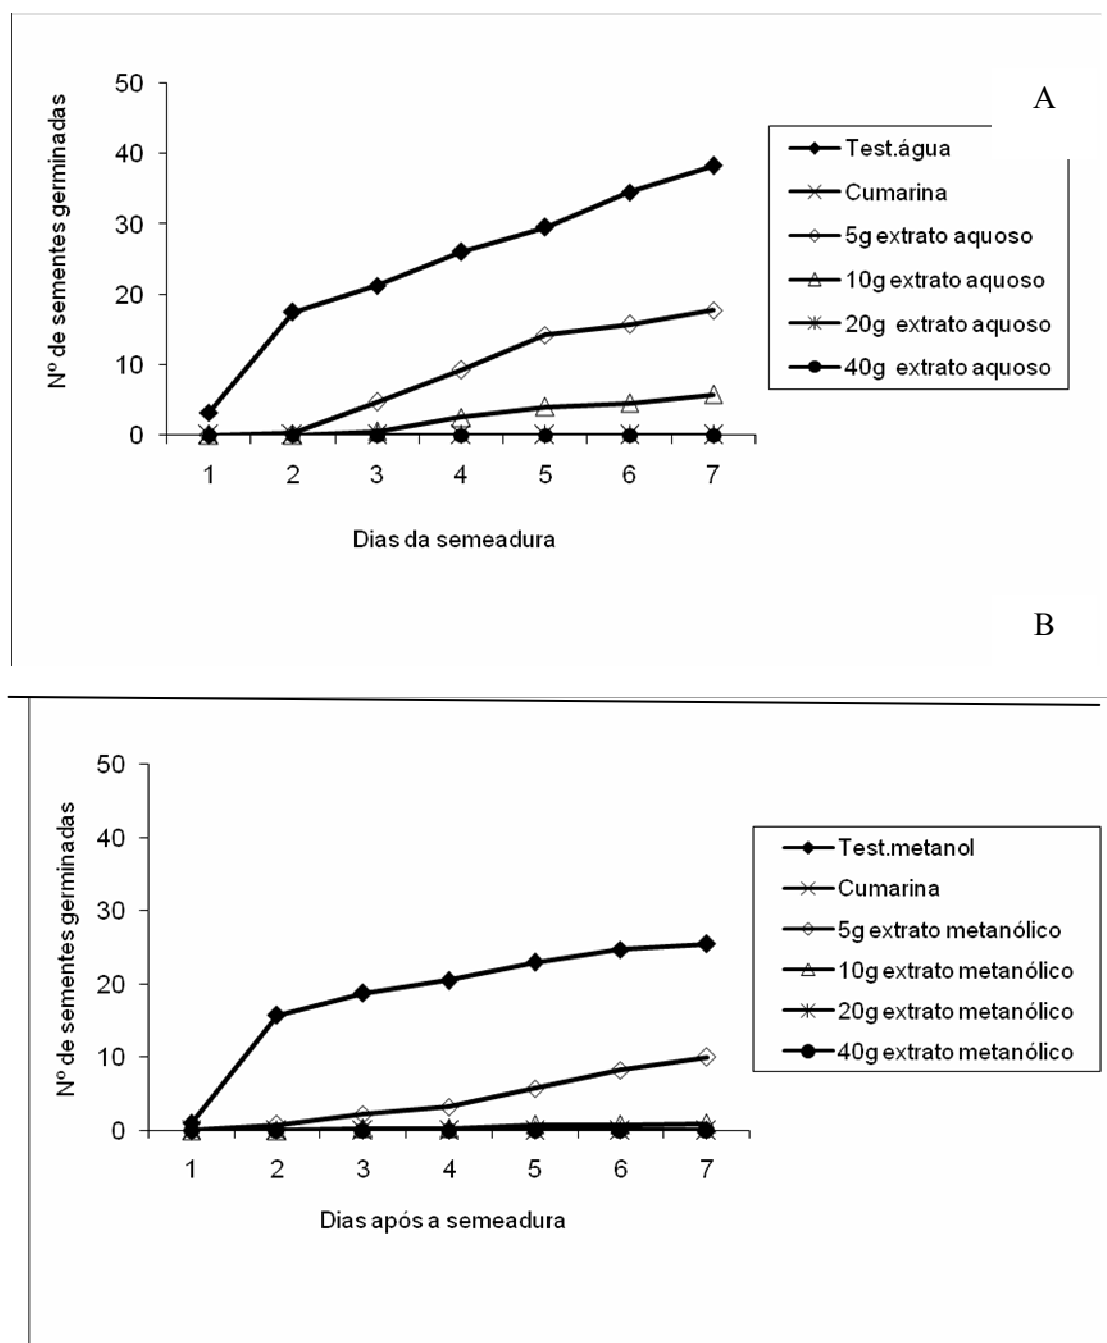 A
50
40
30
20
10
0
Nº de sementes germinadas
1 2 3 4 5 6 7
Dias da semeadura
Test.água
Cumarina
5g extrato aquoso
10g extrato aquoso
20g extrato aquoso
40g extrato aquoso
B
50
40
30
20
10
0
Nº de sementes germinadas
1 2 3 4 5 6 7
Dias após a semeadura
Test.metanol
Cumarina
5g extrato metanólico
10g extrato metanólico
20g extrato metanólico
40g extrato metanólico